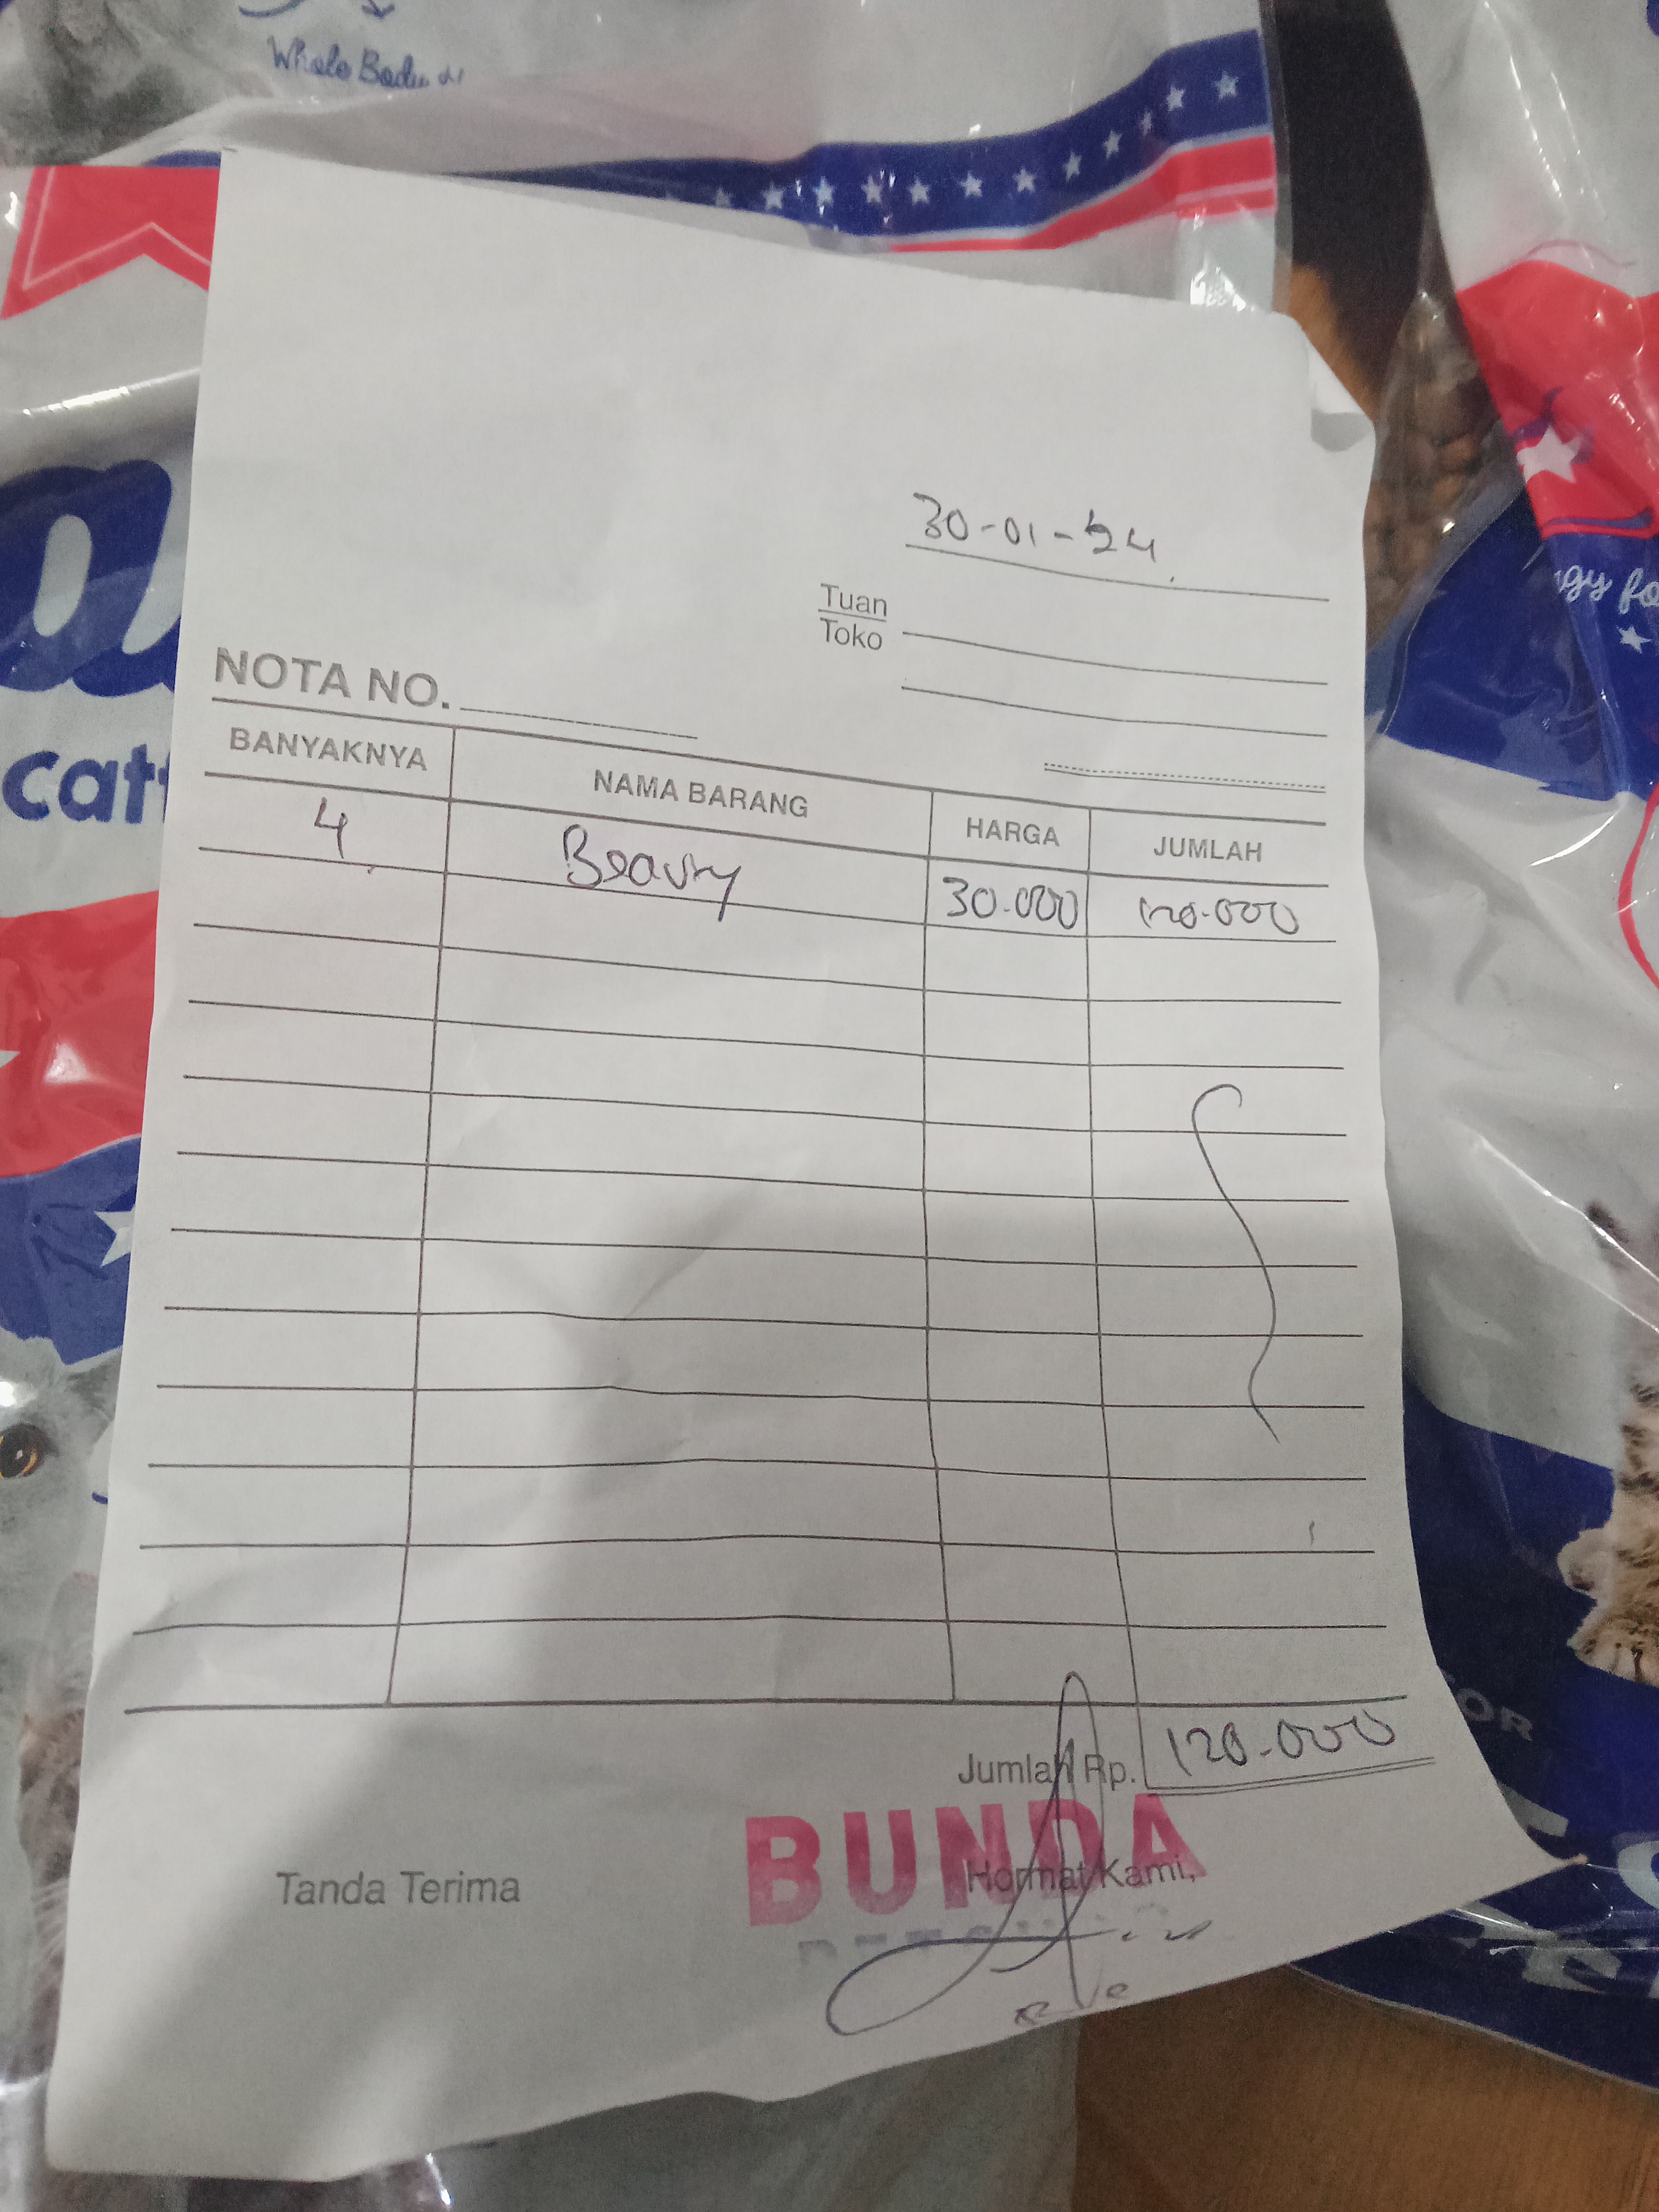 Whole Body
30-01-24
Tuan
Toko
NOTA NO.
BANYAKNYA NAMA BARANG HARGA JUMLAH
4 Beauty 30.000 120.000
Jumlah Rp. 120.000
BUNDA
Tanda Terima Hormat Kami,
cat